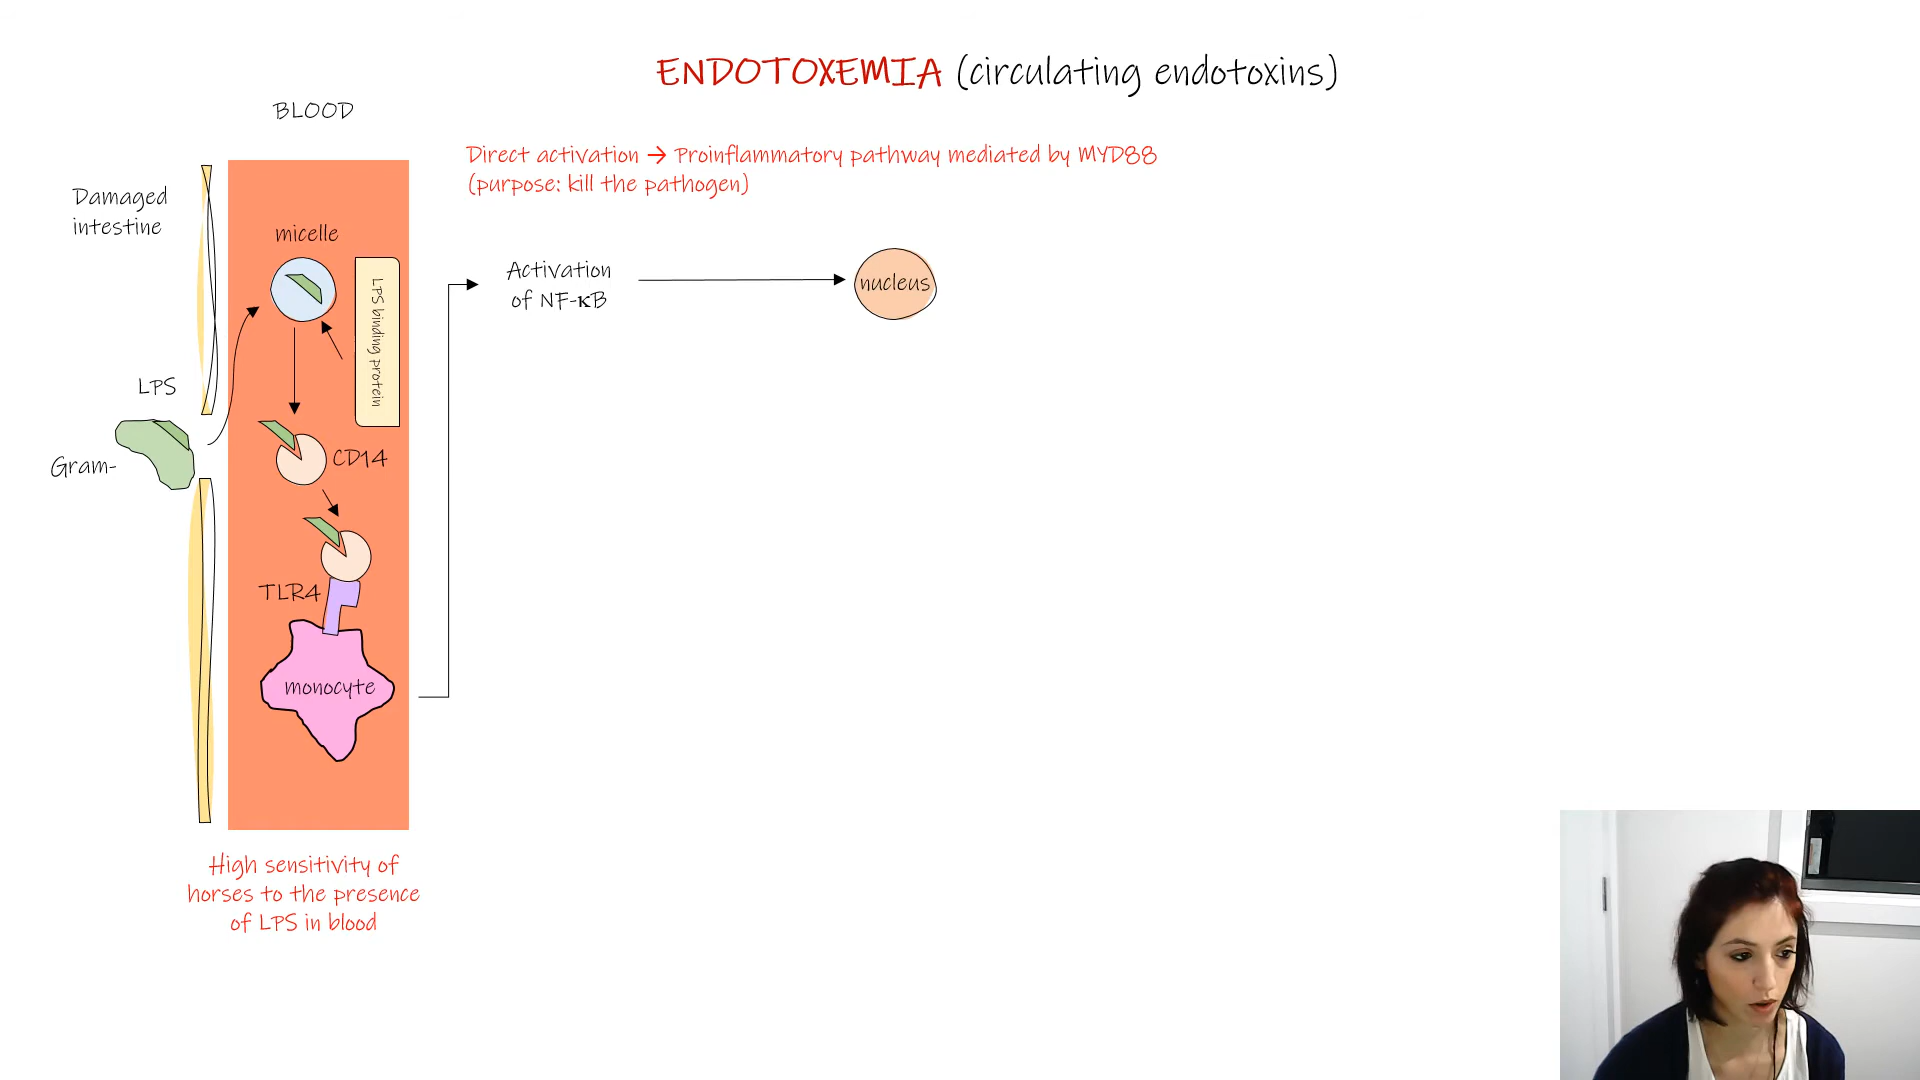 ENDOTOXEMIA (circulating endotoxins)
BLOOD
Direct activation → Proinflammatory pathway mediated by MYD88
(purpose: kill the pathogen)
Damaged
intestine
micelle
LPS binding protein
Activation
of NF-κB
nucleus
LPS
Gram-
CD14
TLR4
monocyte
High sensitivity of
horses to the presence
of LPS in blood